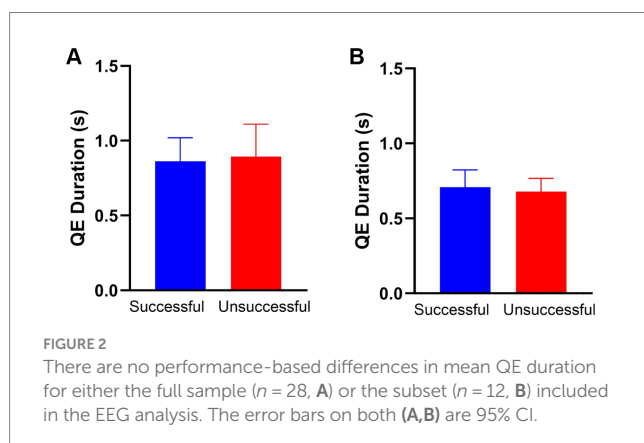 A
QE Duration (s)
1.5
1.0
0.5
0.0
Successful Unsuccessful
B
QE Duration (s)
1.5
1.0
0.5
0.0
Successful Unsuccessful
FIGURE 2
There are no performance-based differences in mean QE duration
for either the full sample (n = 28, A) or the subset (n = 12, B) included
in the EEG analysis. The error bars on both (A,B) are 95% CI.